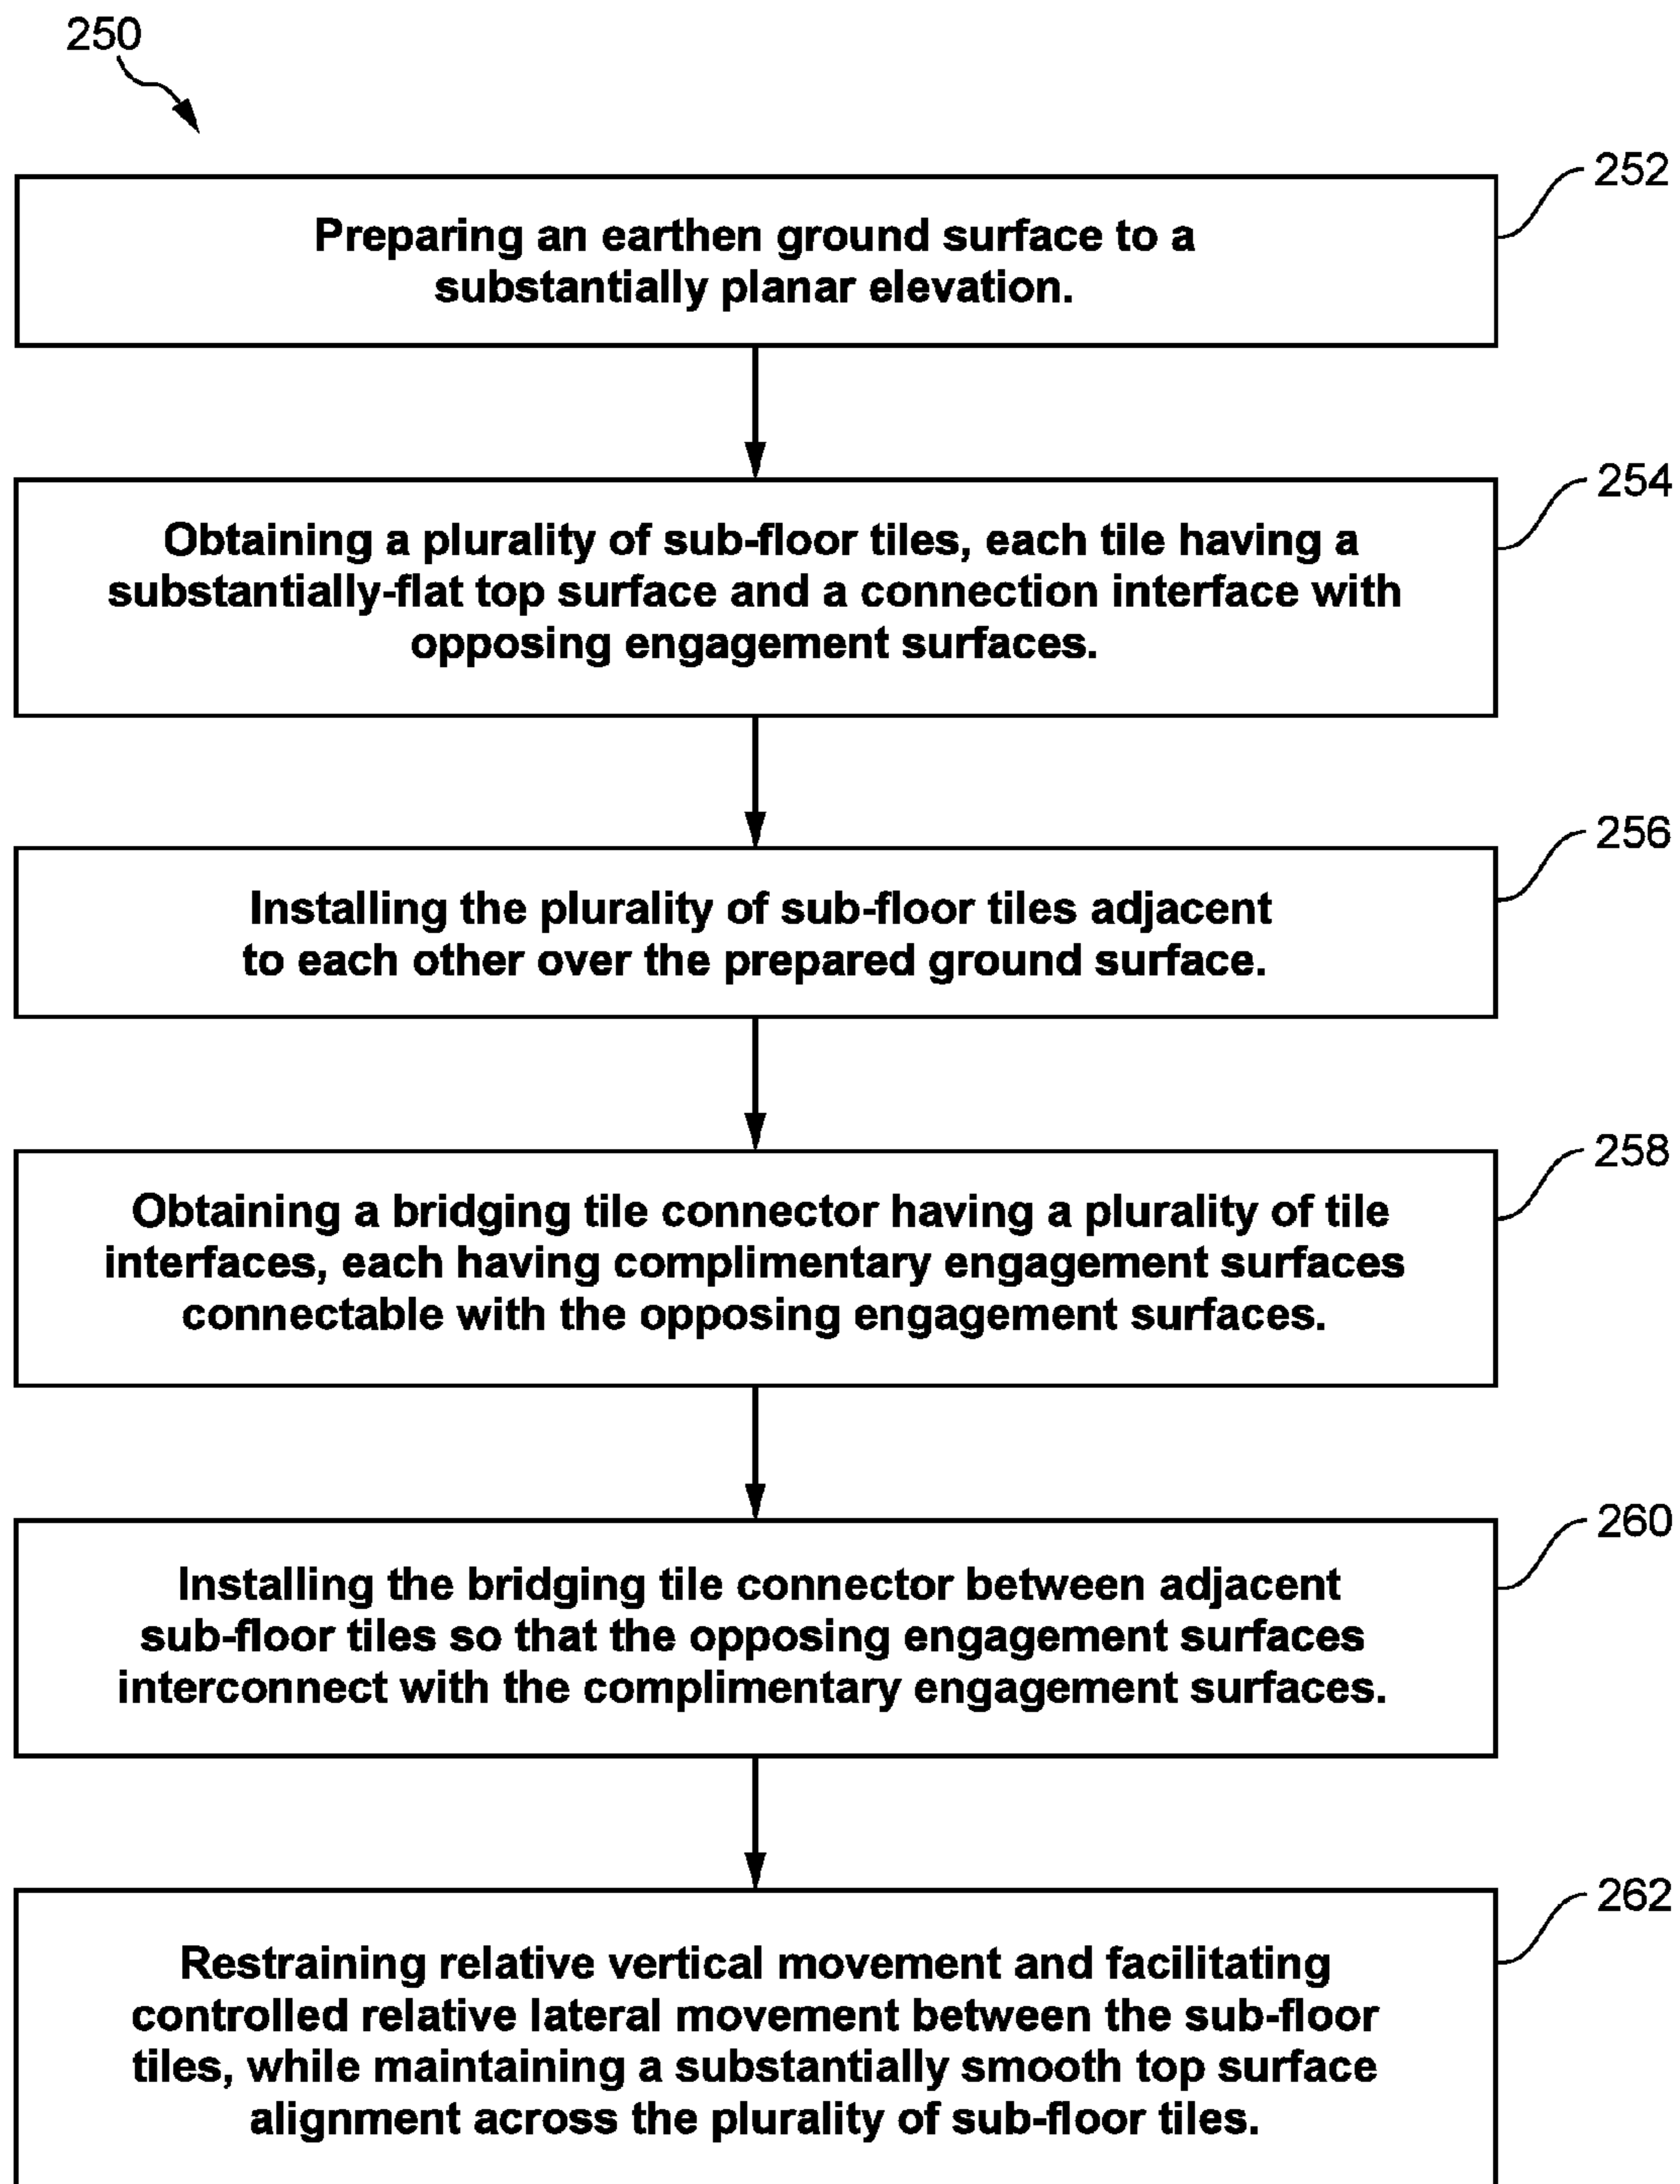 250
252
Preparing an earthen ground surface to a
substantially planar elevation.
254
Obtaining a plurality of sub-floor tiles, each tile having a
substantially-flat top surface and a connection interface with
opposing engagement surfaces.
256
Installing the plurality of sub-floor tiles adjacent
to each other over the prepared ground surface.
258
Obtaining a bridging tile connector having a plurality of tile
interfaces, each having complimentary engagement surfaces
connectable with the opposing engagement surfaces.
260
Installing the bridging tile connector between adjacent
sub-floor tiles so that the opposing engagement surfaces
interconnect with the complimentary engagement surfaces.
262
Restraining relative vertical movement and facilitating
controlled relative lateral movement between the sub-floor
tiles, while maintaining a substantially smooth top surface
alignment across the plurality of sub-floor tiles.